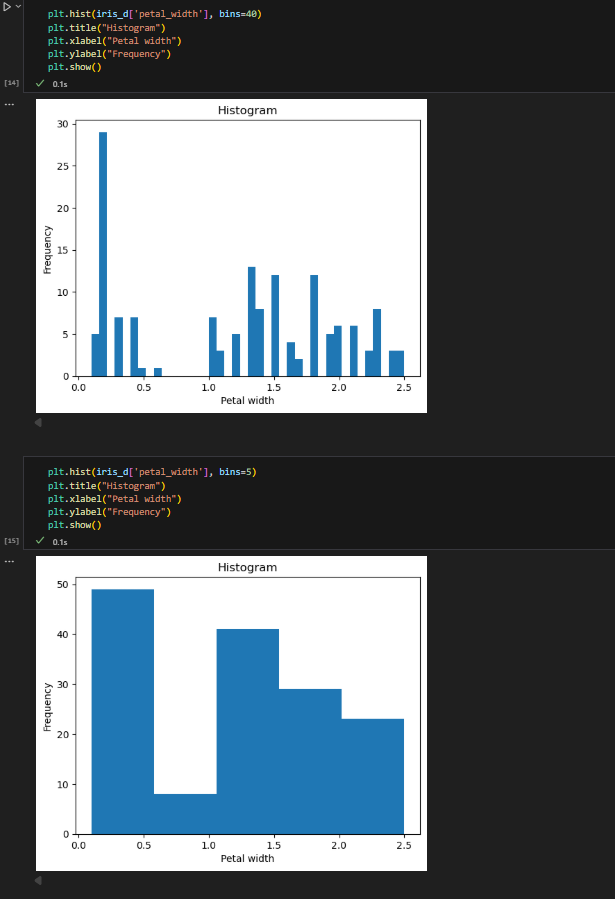 plt.hist(iris_d['petal_width'], bins=40)
plt.title("Histogram")
plt.xlabel("Petal width")
plt.ylabel("Frequency")
plt.show()
[14]
0.1s
...
Histogram
30
25
20
15
10
5
0
Frequency
0.0 0.5 1.0 1.5 2.0 2.5
Petal width
plt.hist(iris_d['petal_width'], bins=5)
plt.title("Histogram")
plt.xlabel("Petal width")
plt.ylabel("Frequency")
plt.show()
[15]
0.1s
...
Histogram
50
40
30
20
10
0
Frequency
0.0 0.5 1.0 1.5 2.0 2.5
Petal width